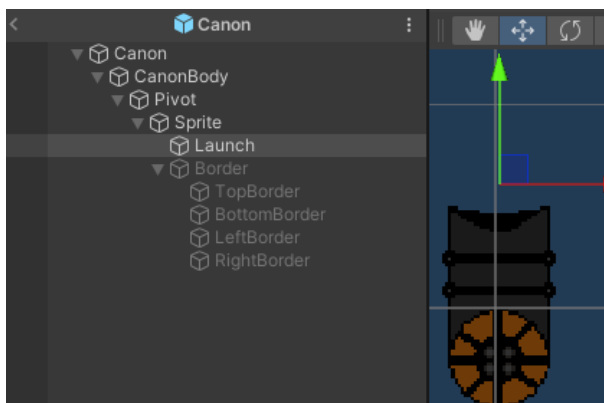 Canon
Canon
CanonBody
Pivot
Sprite
Launch
Border
TopBorder
BottomBorder
LeftBorder
RightBorder